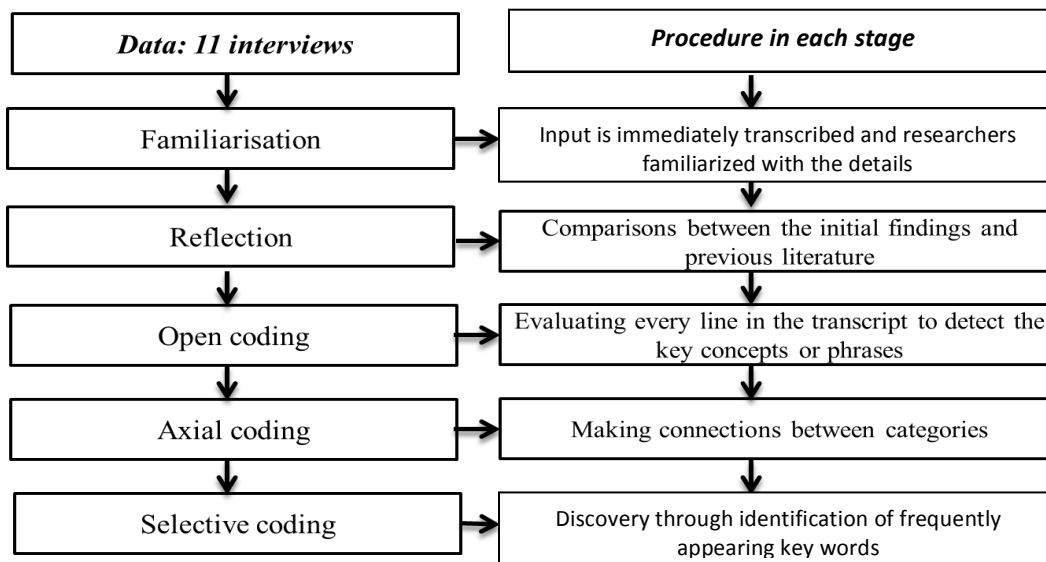 Data: 11 interviews
Procedure in each stage
Familiarisation
Input is immediately transcribed and researchers
familiarized with the details
Reflection
Comparisons between the initial findings and
previous literature
Open coding
Evaluating every line in the transcript to detect the
key concepts or phrases
Axial coding
Making connections between categories
Selective coding
Discovery through identification of frequently
appearing key words